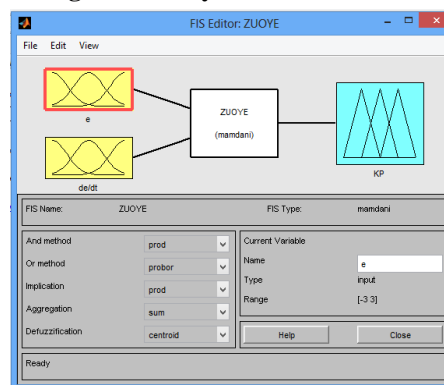 FIS Editor: ZUOYE
File Edit View
e
de/dt
ZUOYE
(mamdani)
KP
FIS Name: ZUOYE FIS Type: mamdani
And method prod
Or method probor
Implication prod
Aggregation sum
Defuzzification centroid
Current Variable
Name e
Type input
Range [-3 3]
Help Close
Ready